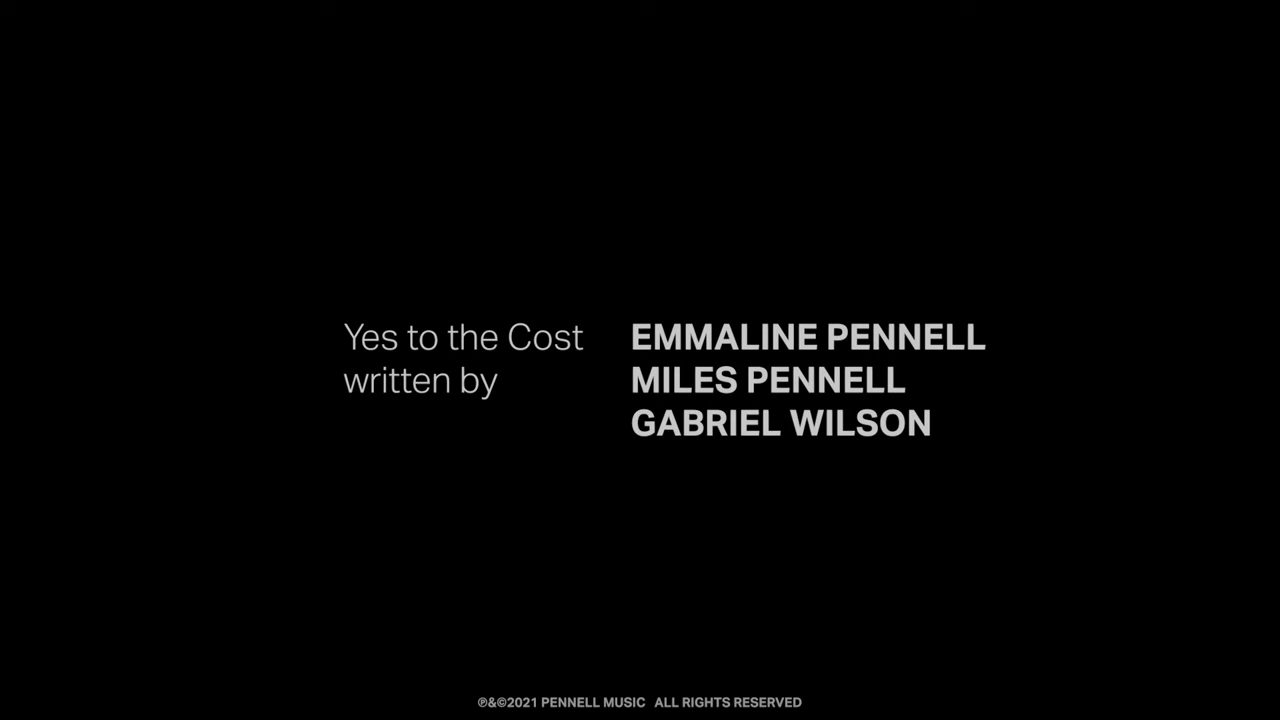 Yes to the Cost
written by
EMMALINE PENNELL
MILES PENNELL
GABRIEL WILSON
℗&©2021 PENNELL MUSIC ALL RIGHTS RESERVED